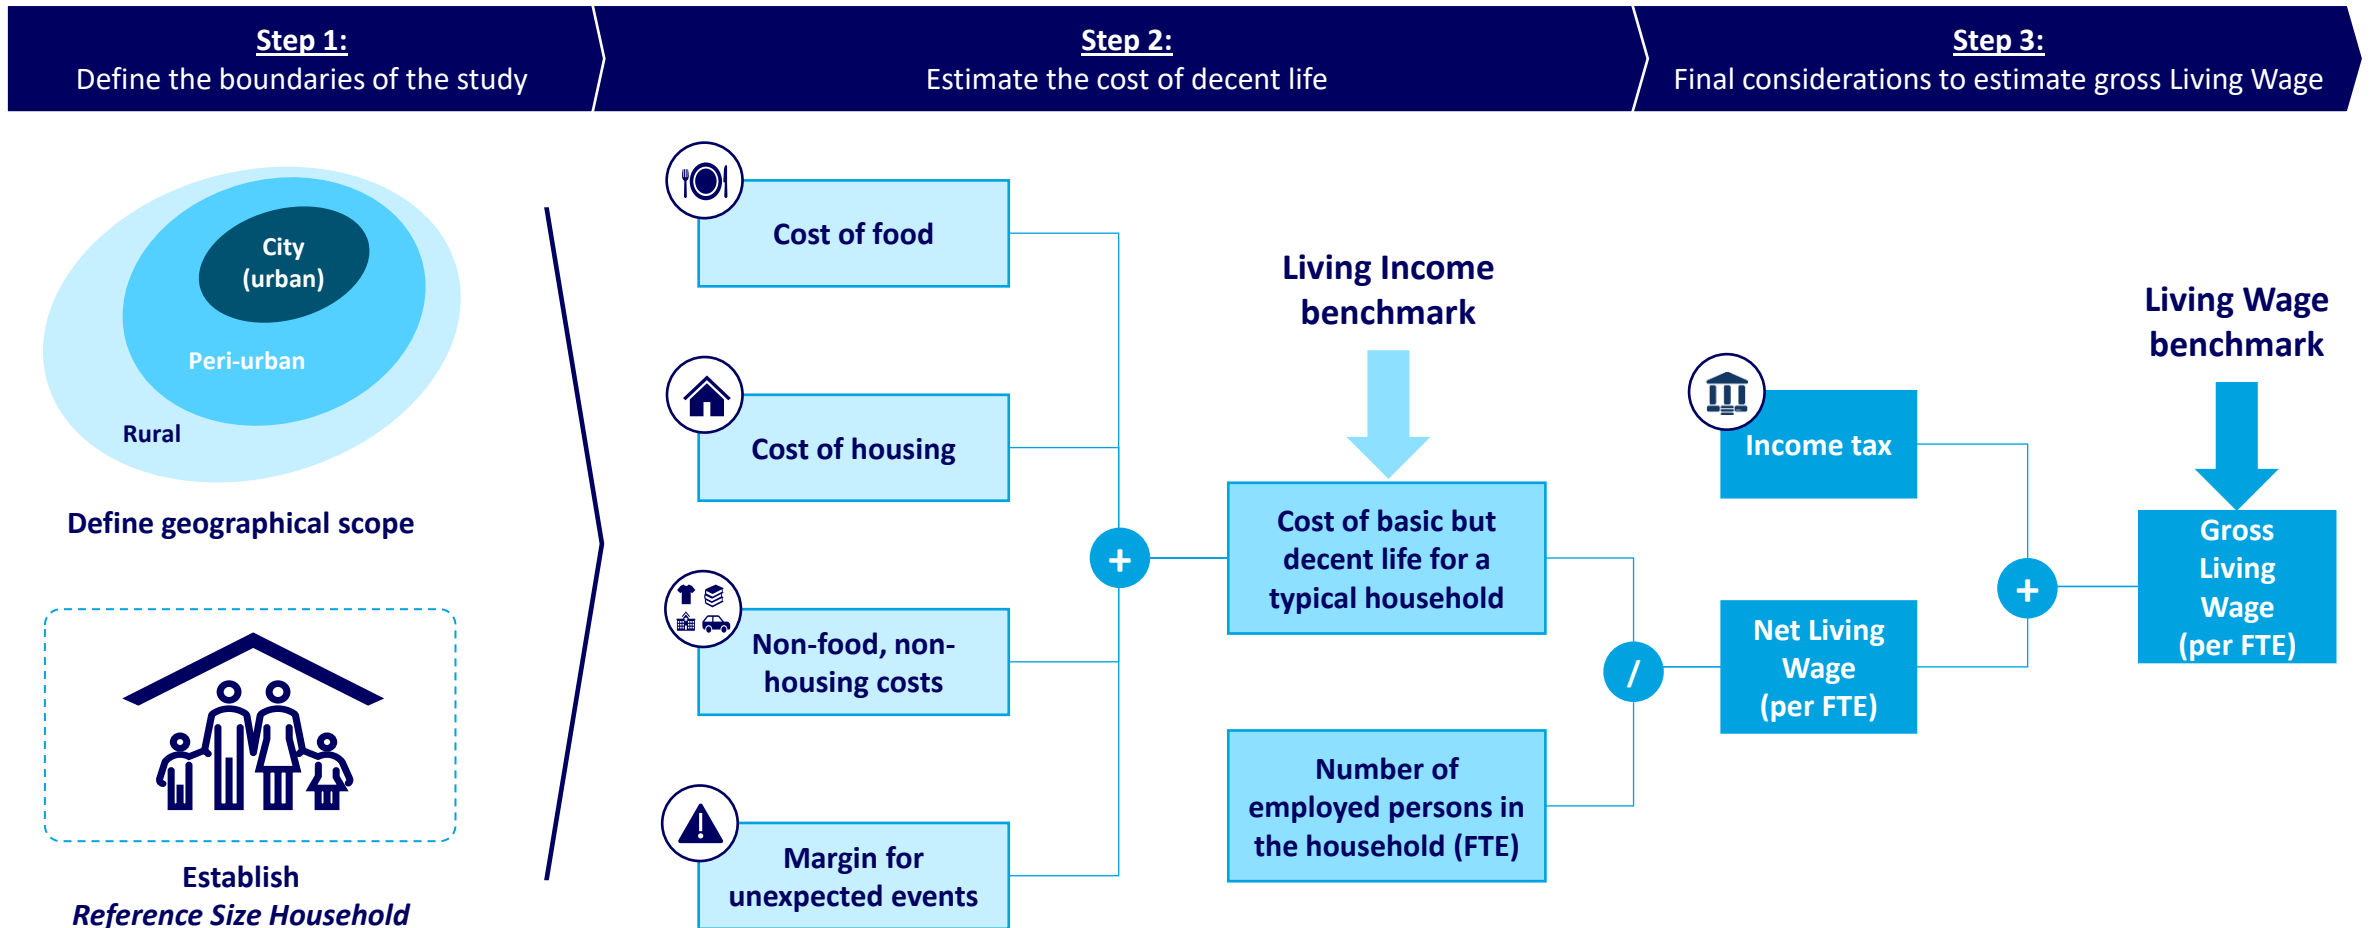 Step 1:
Define the boundaries of the study
Step 2:
Estimate the cost of decent life
Step 3:
Final considerations to estimate gross Living Wage
City
(urban)
Peri-urban
Rural
Define geographical scope
Establish
Reference Size Household
Cost of food
Cost of housing
Non-food, non-
housing costs
Margin for
unexpected events
+
Living Income
benchmark
Cost of basic but
decent life for a
typical household
Number of
employed persons in
the household (FTE)
/
Income tax
Net Living
Wage
(per FTE)
+
Living Wage
benchmark
Gross
Living
Wage
(per FTE)